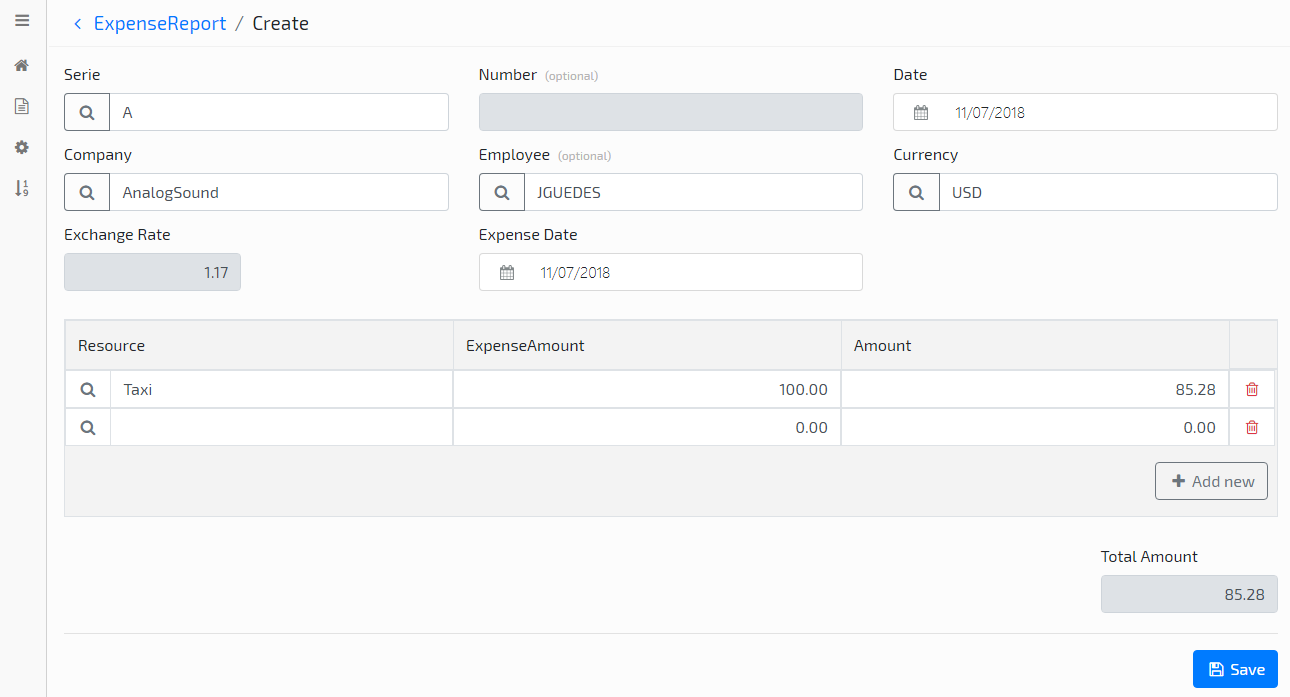 ExpenseReport / Create
Serie Number (optional) Date
A 11/07/2018
Company Employee (optional) Currency
AnalogSound JGUEDES USD
Exchange Rate Expense Date
1.17 11/07/2018
Resource ExpenseAmount Amount
Taxi 100.00 85.28
0.00 0.00
Add new
Total Amount
85.28
Save